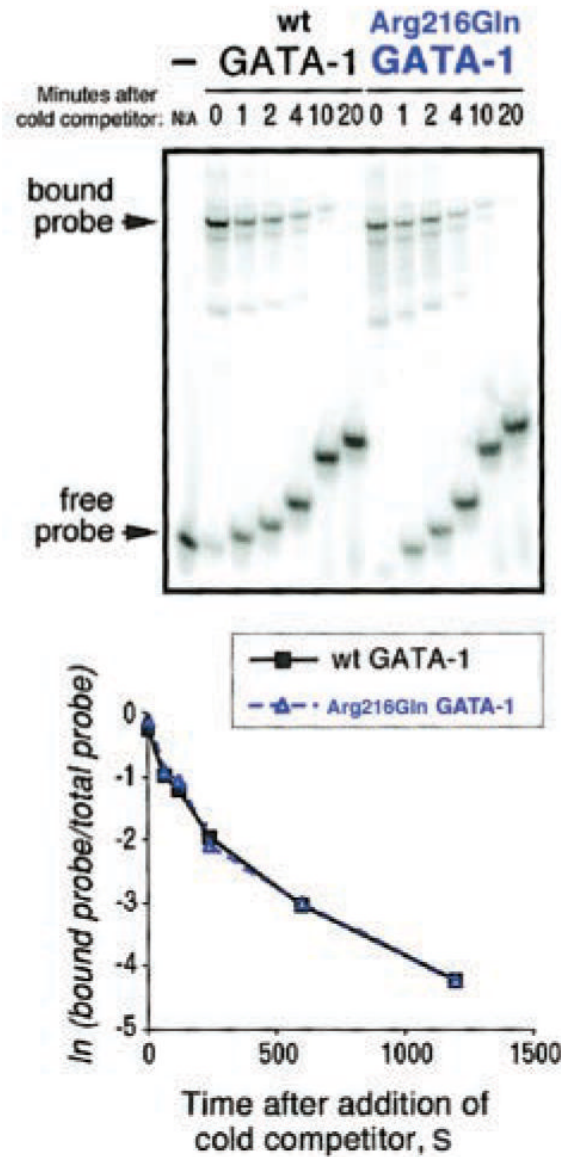 wt Arg216Gln
– GATA-1 GATA-1
Minutes after
cold competitor: N/A 0 1 2 4 10 20 0 1 2 4 10 20
bound
probe
free
probe
wt GATA-1
Arg216Gln GATA-1
ln (bound probe/total probe)
0
-1
-2
-3
-4
-5
0 500 1000 1500
Time after addition of
cold competitor, S